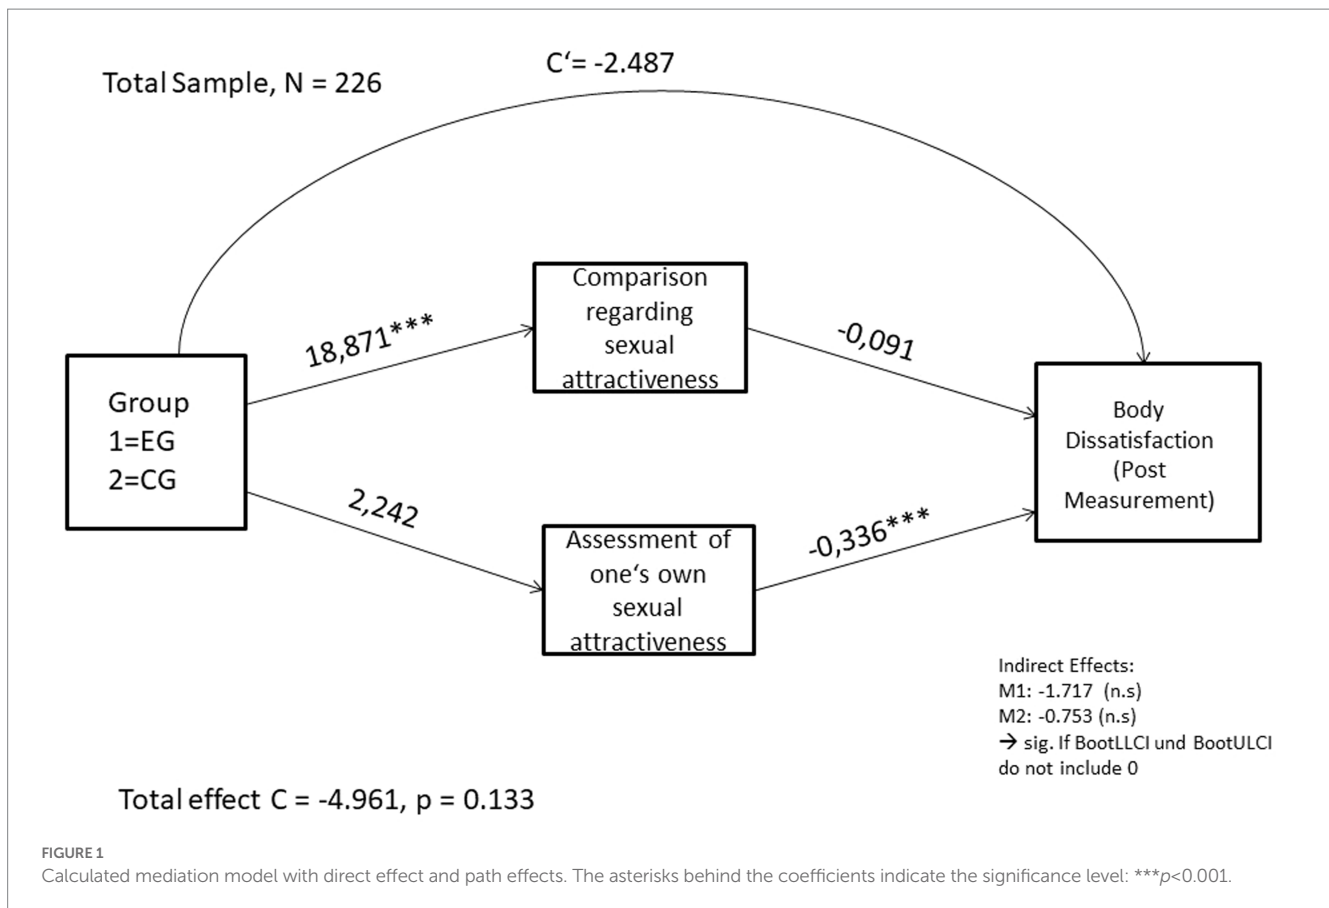 C‘= -2.487
Total Sample, N = 226
Comparison
regarding
sexual
attractiveness
18,871***
-0,091
Group
1=EG
2=CG
Body
Dissatisfaction
(Post
Measurement)
2,242
-0,336***
Assessment of
one‘s own
sexual
attractiveness
Indirect Effects:
M1: -1.717 (n.s)
M2: -0.753 (n.s)
→ sig. If BootLLCI und BootULCI
do not include 0
Total effect C = -4.961, p = 0.133
FIGURE 1
Calculated mediation model with direct effect and path effects. The asterisks behind the coefficients indicate the significance level: ***p<0.001.